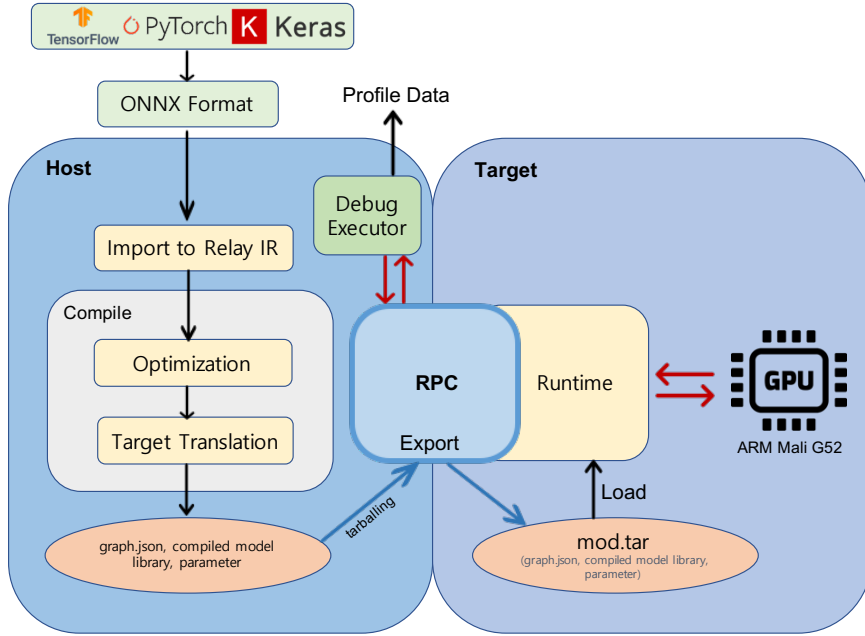 TensorFlow
PyTorch
K Keras
ONNX Format
Profile Data
Host
Target
Debug
Executor
Import to Relay IR
Compile
Optimization
Target Translation
RPC
Export
Runtime
GPU
ARM Mali G52
Load
tarballing
graph.json, compiled model
library, parameter
mod.tar
(graph.json, compiled model library,
parameter)